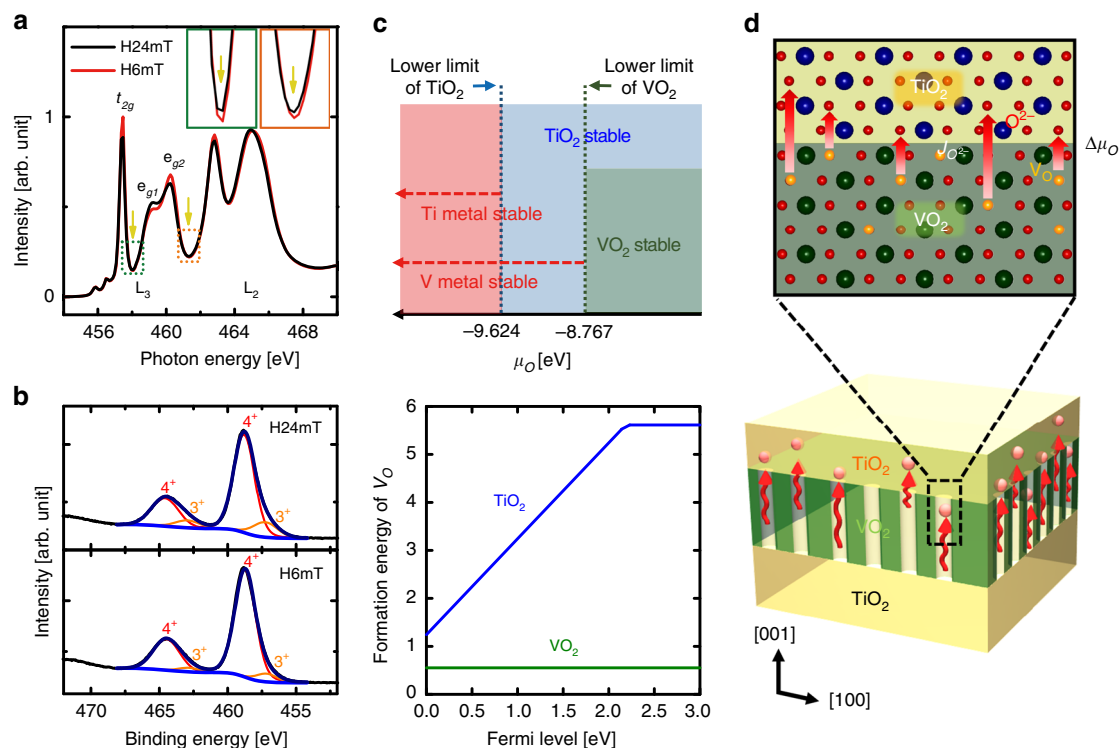 a
H24mT
H6mT
t2g
eg1
eg2
1
0
L3
L2
Intensity [arb. unit]
456
460
464
468
Photon energy [eV]
b
H24mT
4+
3+
4+
3+
H6mT
4+
3+
4+
3+
Intensity [arb. unit]
470
465
460
455
Binding energy [eV]
c
Lower limit
of TiO2
Lower limit
of VO2
TiO2 stable
Ti metal stable
VO2 stable
V metal stable
−9.624
−8.767
μO [eV]
6
5
4
3
2
1
0
TiO2
VO2
Formation energy of VO
0.0
0.5
1.0
1.5
2.0
2.5
3.0
Fermi level [eV]
d
TiO2
O2−
JO2−
ΔμO
VO
VO2
TiO2
VO2
TiO2
[001]
[100]